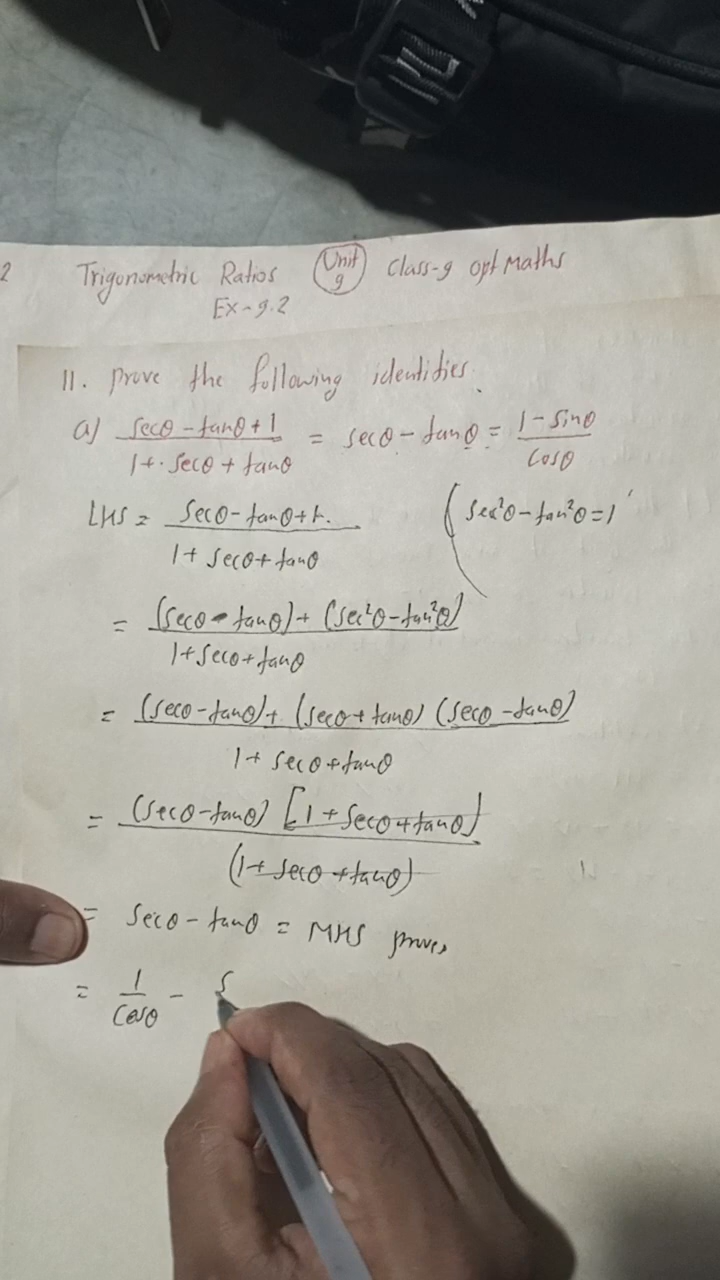 2 Trigonometric Ratios Unit 9 Class-9 opt Maths
Ex-9.2
11. prove the following identities.
a) secθ - tanθ + 1 / 1 + secθ + tanθ = secθ - tanθ = 1 - sinθ / cosθ
LHS = secθ - tanθ + 1 / 1 + secθ + tanθ (sec²θ - tan²θ = 1
= (secθ - tanθ) + (sec²θ - tan²θ) / 1 + secθ + tanθ
= (secθ - tanθ) + (secθ + tanθ) (secθ - tanθ) / 1 + secθ + tanθ
= (secθ - tanθ) [1 + secθ + tanθ] / (1 + secθ + tanθ)
= secθ - tanθ = MHS prove,
= 1 / cosθ - s